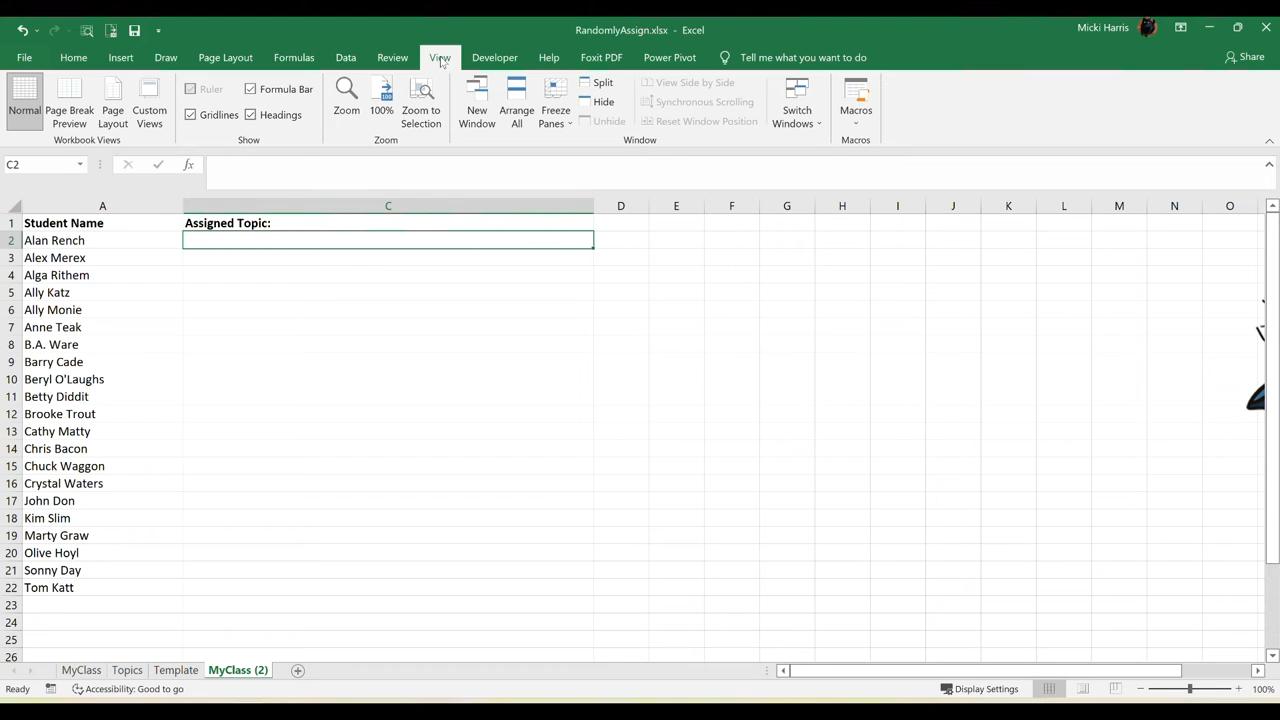 RandomlyAssign.xlsx - Excel
Micki Harris
File Home Insert Draw Page Layout Formulas Data Review View Developer Help Foxit PDF Power Pivot Tell me what you want to do Share
Normal
Page Break Preview
Page Layout
Custom Views
Ruler
Formula Bar
Gridlines
Headings
Zoom
100%
Zoom to Selection
New Window
Arrange All
Freeze Panes
Split
Hide
Unhide
View Side by Side
Synchronous Scrolling
Reset Window Position
Switch Windows
Macros
Workbook Views Show Zoom Window Macros
C2 fx
A C D E F G H I J K L M N O
1 Student Name Assigned Topic:
2 Alan Rench
3 Alex Merex
4 Alga Rithem
5 Ally Katz
6 Ally Monie
7 Anne Teak
8 B.A. Ware
9 Barry Cade
10 Beryl O'Laughs
11 Betty Diddit
12 Brooke Trout
13 Cathy Matty
14 Chris Bacon
15 Chuck Waggon
16 Crystal Waters
17 John Don
18 Kim Slim
19 Marty Graw
20 Olive Hoyl
21 Sonny Day
22 Tom Katt
23
24
25
26
MyClass Topics Template MyClass (2)
Ready Accessibility: Good to go Display Settings 100%